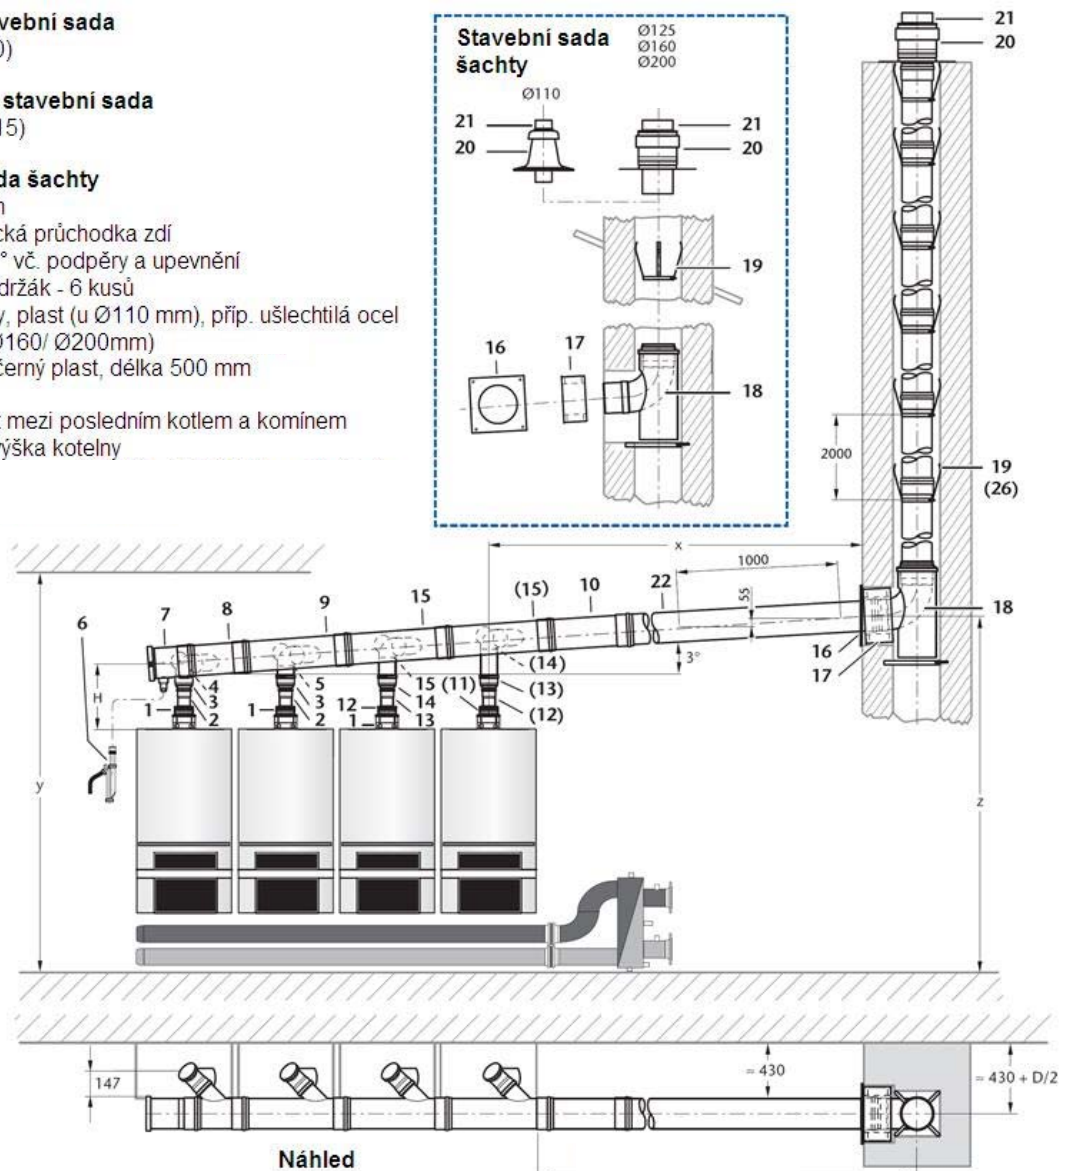 vební sada
0)
stavební sada
15)
da šachty
n
cká průchodka zdí
° vč. podpěry a upevnění
držák - 6 kusů
y, plast (u Ø110 mm), příp. ušlechtilá ocel
Ø160/ Ø200mm)
černý plast, délka 500 mm
t mezi posledním kotlem a komínem
výška kotelny
Stavební sada
šachty
Ø125
Ø160
Ø200
Ø110
21
20
21
20
19
16
17
18
21
20
2000
19
(26)
18
16
17
x
1000
55
3°
6
7
8
9
15
(15)
10
22
H
4
3
2
1
5
3
2
1
15
14
13
12
1
(14)
(13)
(12)
(11)
y
z
147
≈ 430
≈ 430 + D/2
Náhled